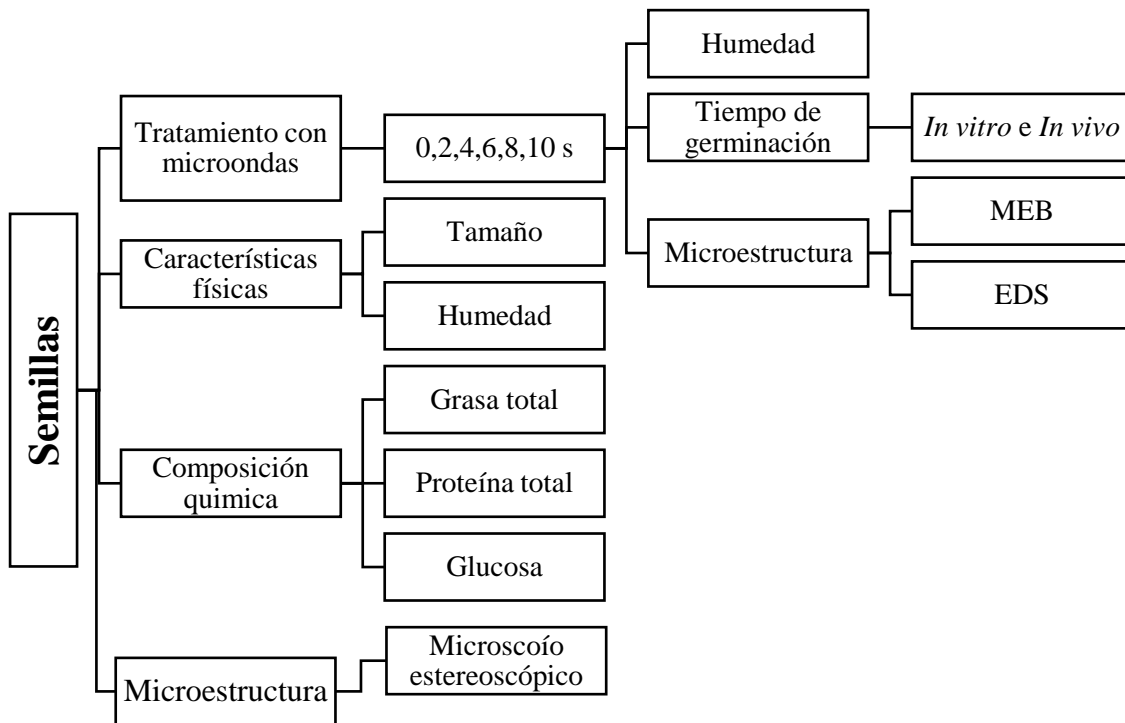 Semillas
Tratamiento con
microondas
0,2,4,6,8,10 s
Humedad
Tiempo de
germinación
In vitro e In vivo
Microestructura
MEB
EDS
Características
físicas
Tamaño
Humedad
Composición
quimica
Grasa total
Proteína total
Glucosa
Microestructura
Microscoío
estereoscópico